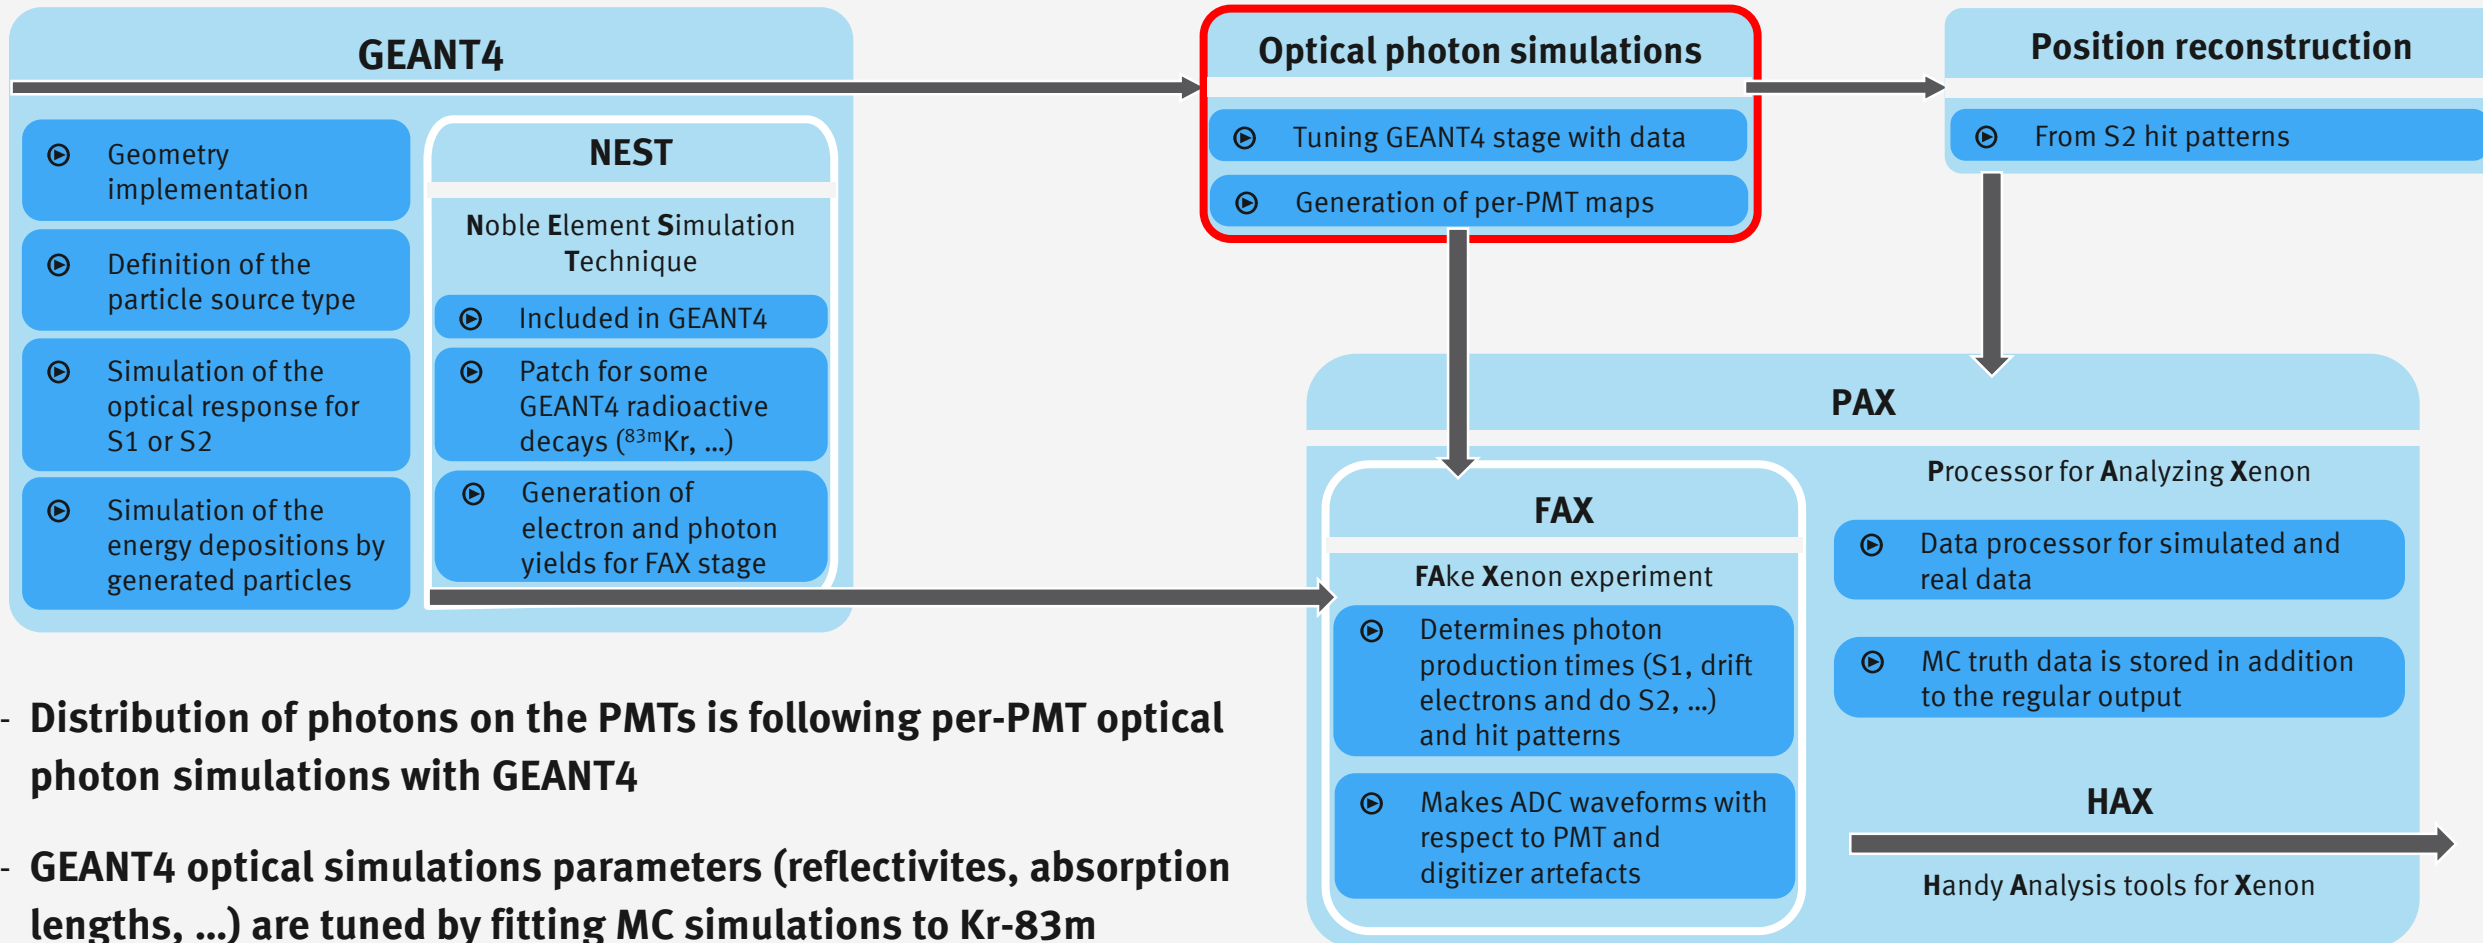 GEANT4
Geometry
implementation
Definition of the
particle source type
Simulation of the
optical response for
S1 or S2
Simulation of the
energy depositions by
generated particles
NEST
Noble Element Simulation
Technique
Included in GEANT4
Patch for some
GEANT4 radioactive
decays (83mKr, ...)
Generation of
electron and photon
yields for FAX stage
Optical photon simulations
Tuning GEANT4 stage with data
Generation of per-PMT maps
Position reconstruction
From S2 hit patterns
PAX
Processor for Analyzing Xenon
Data processor for simulated and
real data
MC truth data is stored in addition
to the regular output
FAX
FAke Xenon experiment
Determines photon
production times (S1, drift
electrons and do S2, ...)
and hit patterns
Makes ADC waveforms with
respect to PMT and
digitizer artefacts
HAX
Handy Analysis tools for Xenon
- Distribution of photons on the PMTs is following per-PMT optical
photon simulations with GEANT4
- GEANT4 optical simulations parameters (reflectivites, absorption
lengths, ...) are tuned by fitting MC simulations to Kr-83m